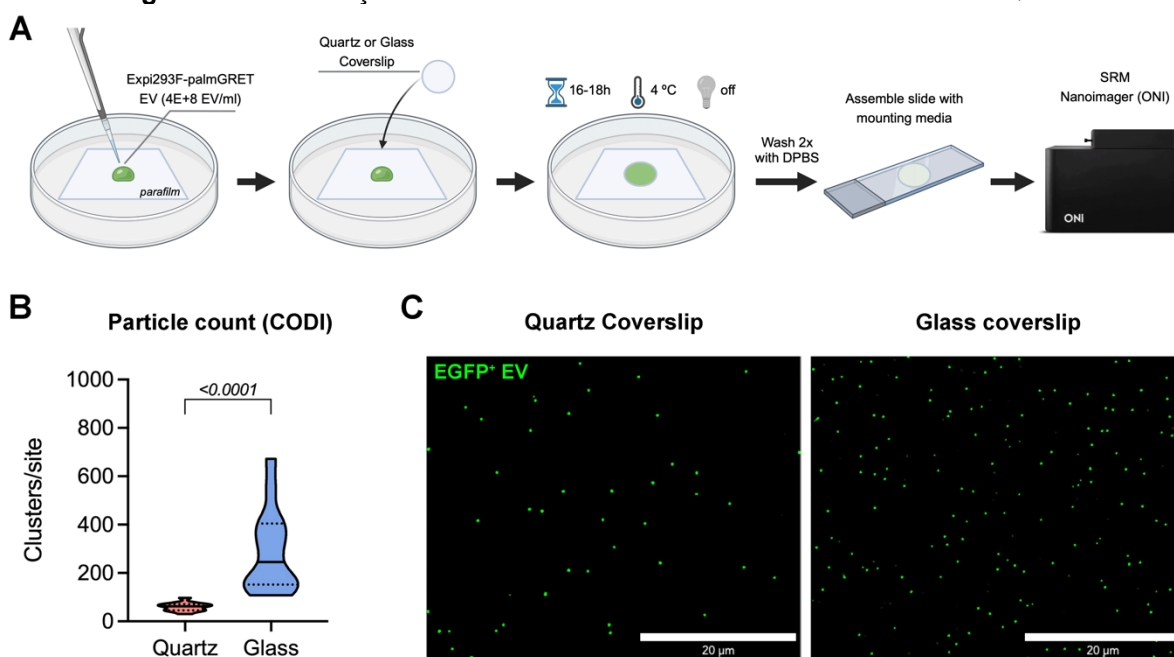 A
Expi293F-palmGRET
EV (4E+8 EV/ml)
parafilm
Quartz or Glass
Coverslip
16-18h
4 ºC
off
Wash 2x
with DPBS
Assemble slide with
mounting media
SRM
Nanoimager (ONI)
ONI
B
Particle count (CODI)
Clusters/site
1000
800
600
400
200
0
<0.0001
Quartz
Glass
C
Quartz Coverslip
EGFP⁺ EV
20 µm
Glass coverslip
20 µm